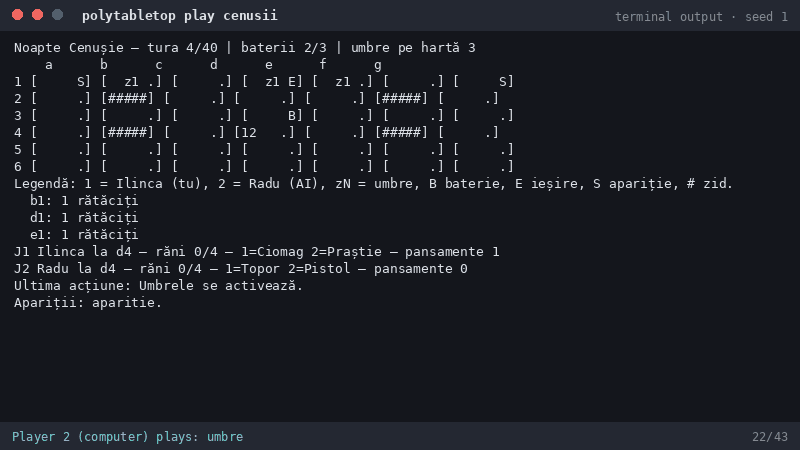 polytabletop play cenusii
terminal output · seed 1
Noapte Cenușie — tura 4/40 | baterii 2/3 | umbre pe hartă 3
    a      b      c      d      e      f      g
1 [     S] [  z1 .] [     .] [  z1 E] [  z1 .] [     .] [     S]
2 [     .] [#####] [     .] [     .] [     .] [#####] [     .]
3 [     .] [     .] [     .] [     B] [     .] [     .] [     .]
4 [     .] [#####] [     .] [12   .] [     .] [#####] [     .]
5 [     .] [     .] [     .] [     .] [     .] [     .] [     .]
6 [     .] [     .] [     .] [     .] [     .] [     .] [     .]
Legendă: 1 = Ilinca (tu), 2 = Radu (AI), zN = umbre, B baterie, E ieșire, S apariție, # zid.
  b1: 1 rătăciți
  d1: 1 rătăciți
  e1: 1 rătăciți
J1 Ilinca la d4 — răni 0/4 — 1=Ciomag 2=Praștie — pansamente 1
J2 Radu la d4 — răni 0/4 — 1=Topor 2=Pistol — pansamente 0
Ultima acțiune: Umbrele se activează.
Apariții: aparitie.
Player 2 (computer) plays: umbre
22/43